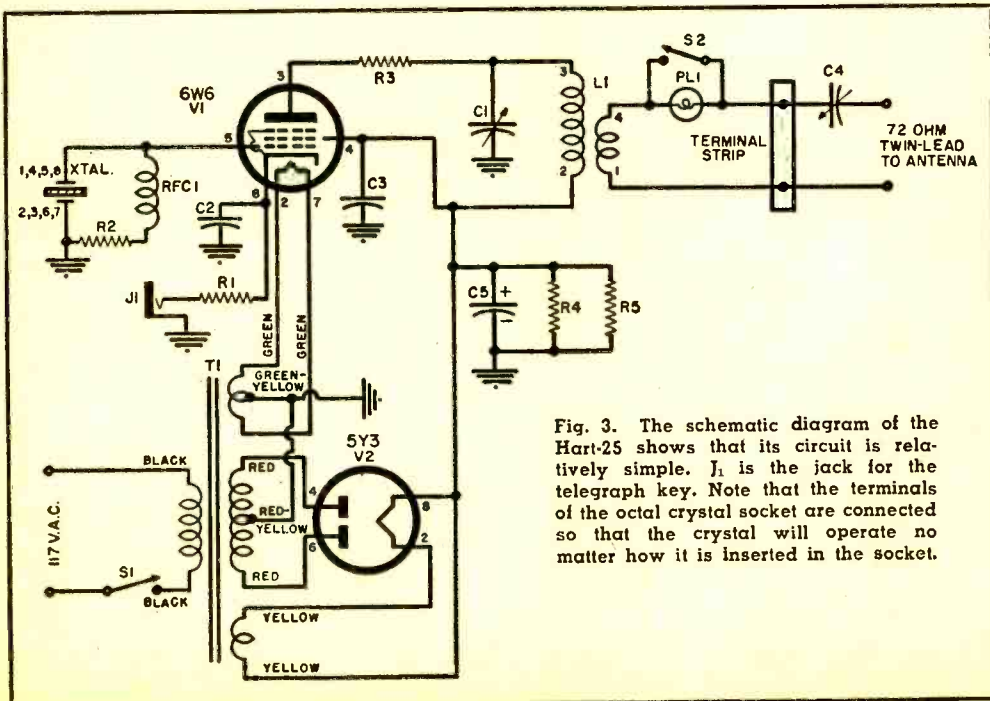 S2
3
R3
3
L1
PL1
C4
6W6
V1
C1
4
5
4
TERMINAL
STRIP
72 OHM
TWIN-LEAD
TO ANTENNA
1,4,5,8 XTAL.
RFC1
C3
2
1
2,3,6,7
8
2
7
R2
C2
J1
R1
C5
+
-
R4
R5
GREEN
GREEN
T1
GREEN-
YELLOW
5Y3
V2
BLACK
RED
4
8
RED-
YELLOW
117 V.A.C.
6
2
S1
RED
BLACK
YELLOW
YELLOW
Fig. 3. The schematic diagram of the
Hart-25 shows that its circuit is rela-
tively simple. J1 is the jack for the
telegraph key. Note that the terminals
of the octal crystal socket are connected
so that the crystal will operate no
matter how it is inserted in the socket.